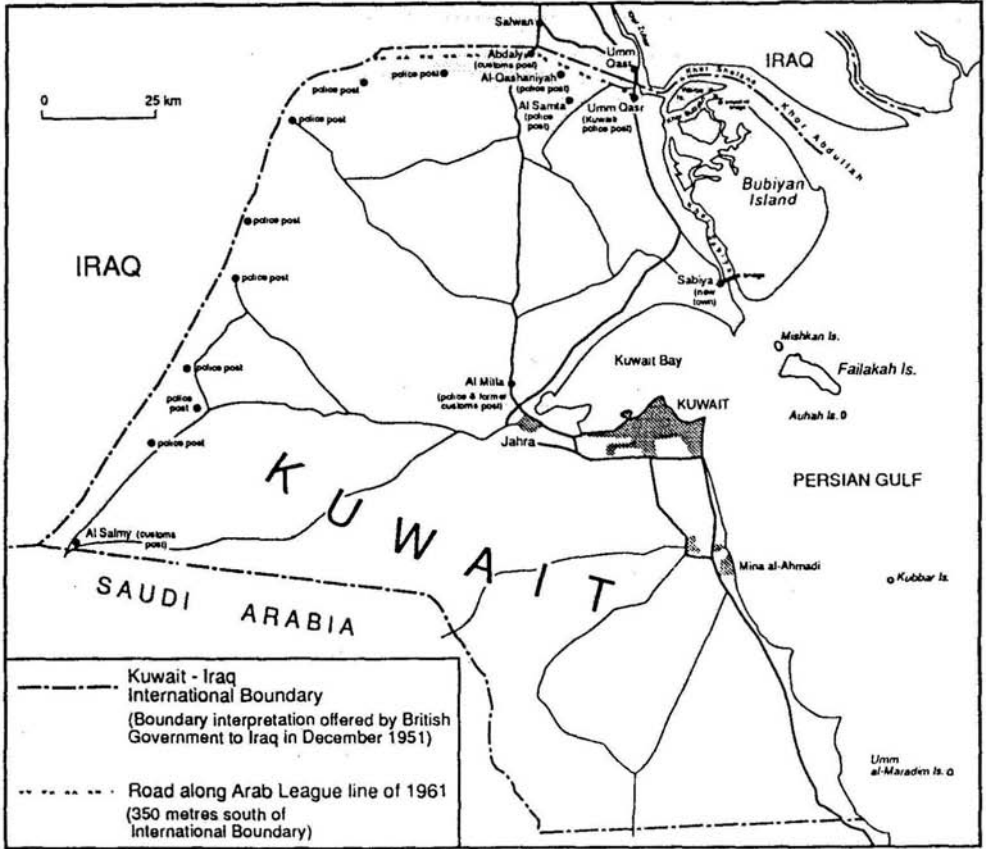 Salwan
Umm
Qasr
IRAQ
Abdaly
(customs post)
Al-Qashaniyah
(police post)
police post
police post
0 25 km
Al Samta
(police
post)
Umm Qasr
(Kuwaiti
police post)
police post
Khor Abdullah
Bubiyan
Island
police post
IRAQ
police post
Sabiya
(new
town)
bridge
Mishkan Is.
Failakah Is.
Kuwait Bay
police post
Al Mitla
(police & former
customs post)
police
post
KUWAIT
Auhah Is.
police post
Jahra
PERSIAN GULF
KUWAIT
Al Salmy (customs
post)
Mina al-Ahmadi
Kubbar Is.
SAUDI ARABIA
Kuwait - Iraq
International Boundary
(Boundary interpretation offered by British
Government to Iraq in December 1951)
Road along Arab League line of 1961
(350 metres south of
International Boundary)
Umm
al-Maradim Is.